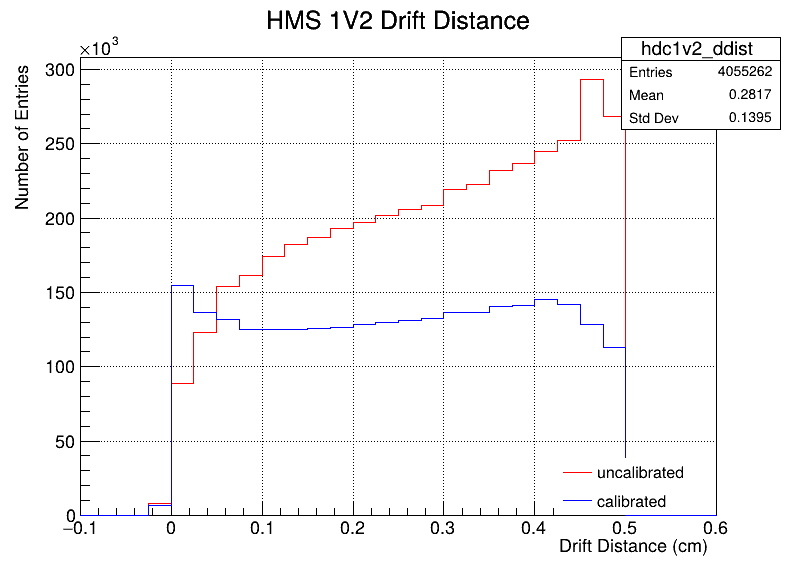 HMS 1V2 Drift Distance
×10³
hdc1v2_ddist
Entries 4055262
Mean 0.2817
Std Dev 0.1395
Number of Entries
300
250
200
150
100
50
0
uncalibrated
calibrated
−0.1 0 0.1 0.2 0.3 0.4 0.5 0.6
Drift Distance (cm)